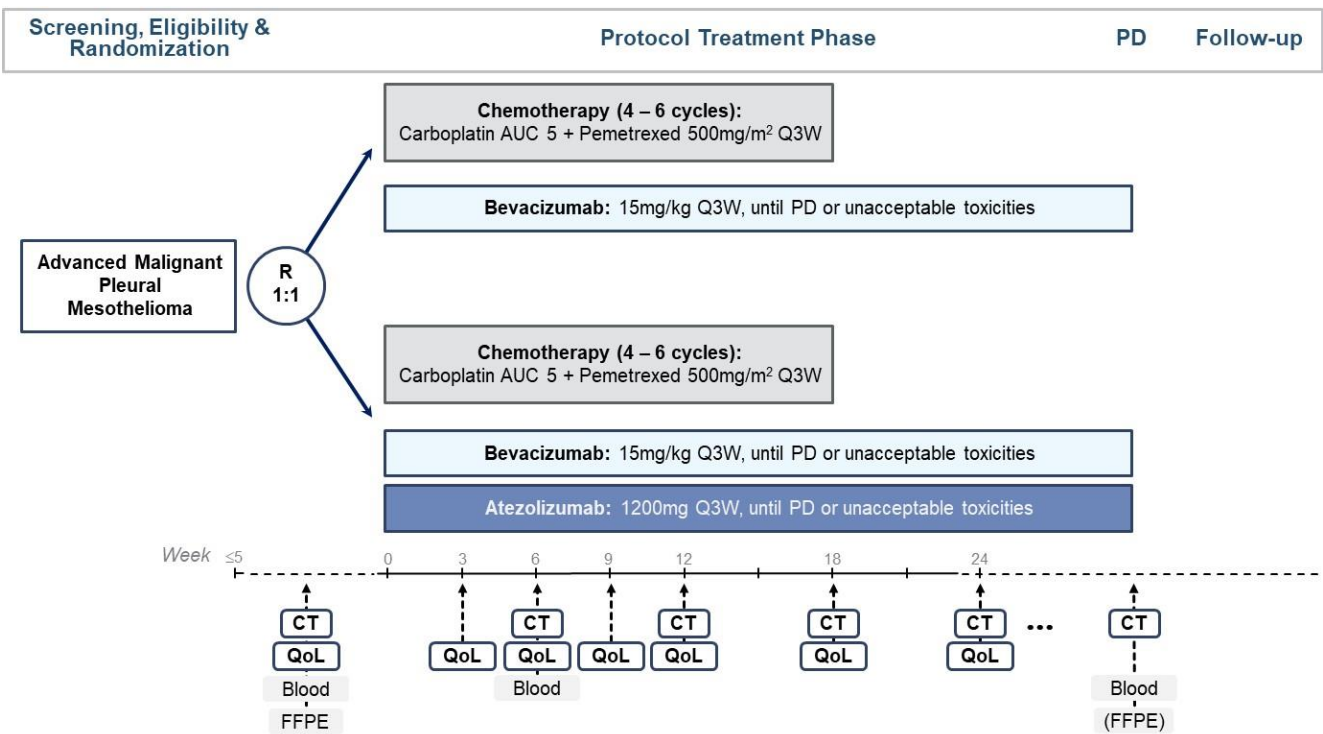 Screening, Eligibility &
Randomization
Protocol Treatment Phase
PD
Follow-up
Chemotherapy (4 – 6 cycles):
Carboplatin AUC 5 + Pemetrexed 500mg/m² Q3W
Bevacizumab: 15mg/kg Q3W, until PD or unacceptable toxicities
Advanced Malignant
Pleural
Mesothelioma
R
1:1
Chemotherapy (4 – 6 cycles):
Carboplatin AUC 5 + Pemetrexed 500mg/m² Q3W
Bevacizumab: 15mg/kg Q3W, until PD or unacceptable toxicities
Atezolizumab: 1200mg Q3W, until PD or unacceptable toxicities
Week ≤5 0 3 6 9 12 18 24
CT CT CT CT CT ... CT
QoL QoL QoL QoL QoL QoL QoL
Blood Blood Blood
FFPE (FFPE)